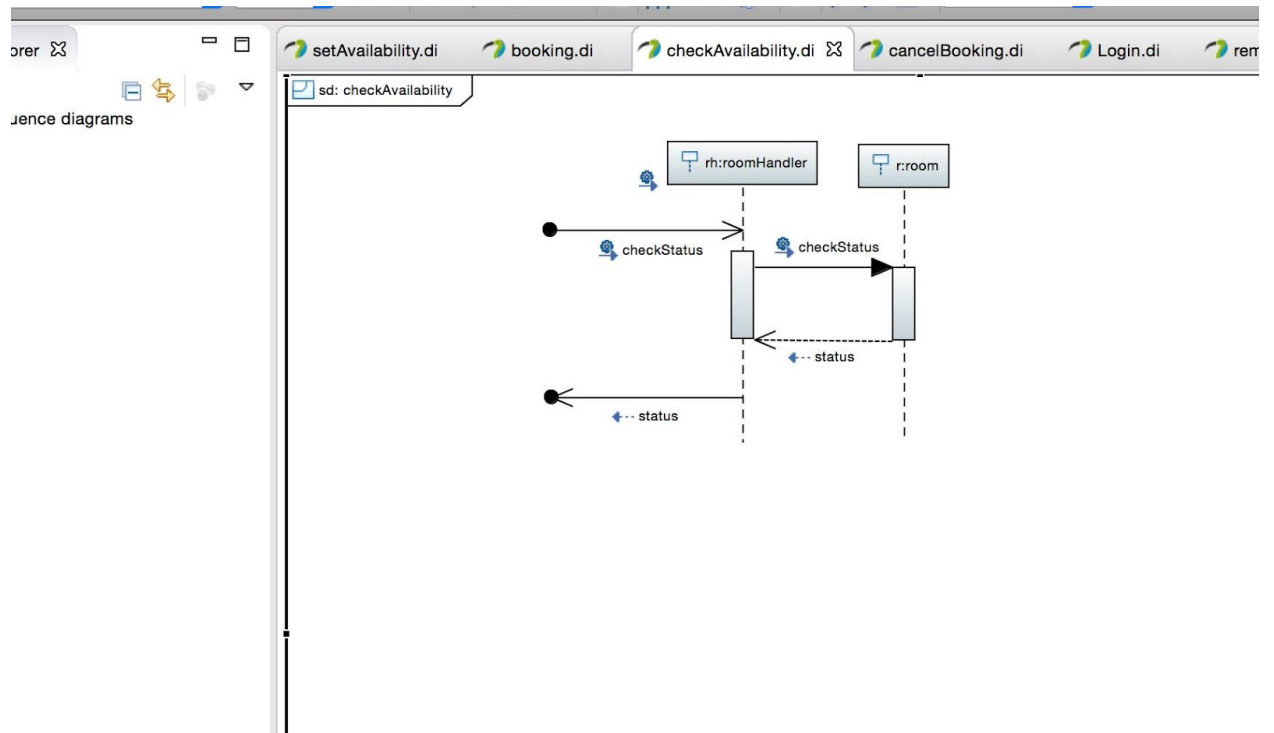 orer
setAvailability.di booking.di checkAvailability.di cancelBooking.di Login.di rem
sd: checkAvailability
uence diagrams
rh:roomHandler r:room
checkStatus checkStatus
status
status